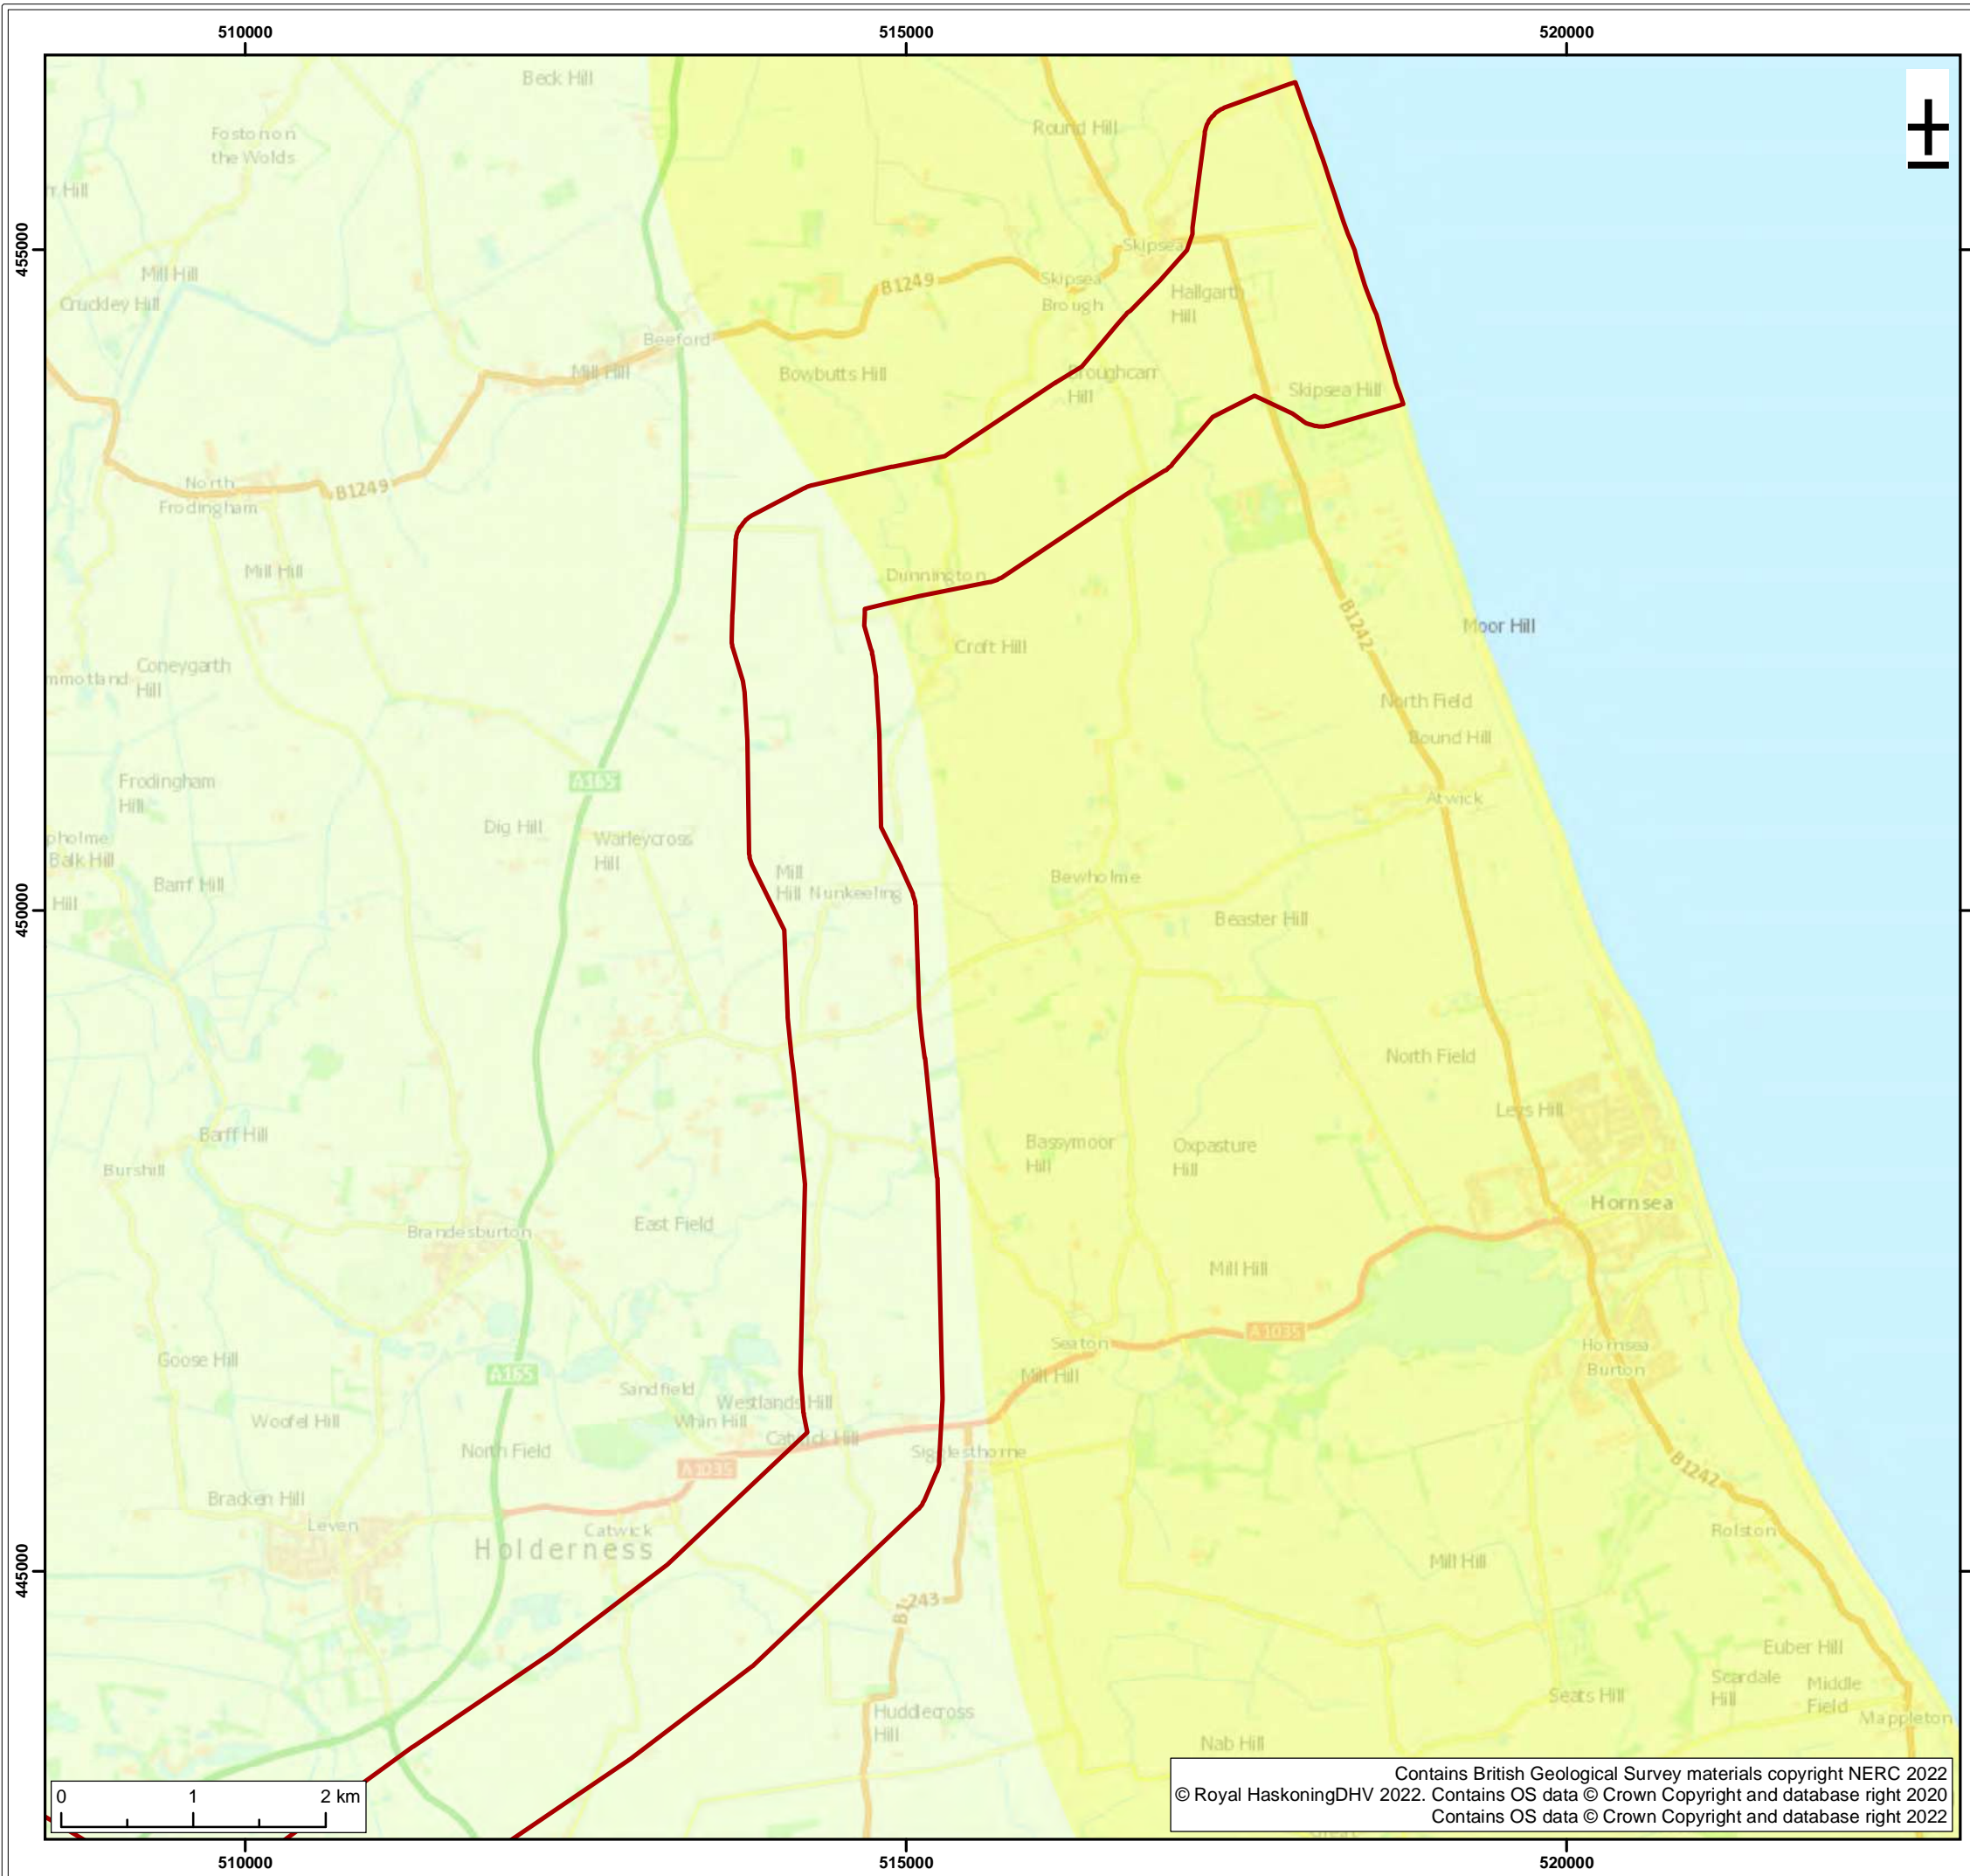 510000
515000
520000
Beck Hill
Foston on
the Wolds
Round Hill
455000
Skipsea
Mill Hill
Cruckley Hill
B1249
Skipsea
Brough
Hallgarth
Hill
Beeford
Mill Hill
Bowbutts Hill
Broughcarr
Hill
Skipsea Hill
North
Frodingham
B1249
Mill Hill
Dunnington
B1242
Moor Hill
Croft Hill
Coneygarth
Hill
North Field
Bound Hill
Frodingham
Hill
A165
Atwick
Dig Hill
Warleycross
Hill
pholme
Balk Hill
Barff Hill
Hill
Mill
Hill
Nunkeeling
Bewholme
450000
Beaster Hill
North Field
Leys Hill
Barff Hill
Burshill
Bassymoor
Hill
Oxpasture
Hill
Hornsea
Brandesburton
East Field
Mill Hill
A1035
Seaton
Hornsea
Burton
Goose Hill
A165
Mill Hill
Sandfield
Westlands Hill
Whin Hill
Catwick Hill
Woofel Hill
North Field
A1035
Sigglesthorne
B1242
Bracken Hill
Leven
Catwick
Holderness
Rolston
Mill Hill
445000
B1243
Euber Hill
Scardale
Hill
Middle
Field
Seats Hill
Mappleton
Huddlecross
Hill
Nab Hill
0 1 2 km
Contains British Geological Survey materials copyright NERC 2022
© Royal HaskoningDHV 2022. Contains OS data © Crown Copyright and database right 2020
Contains OS data © Crown Copyright and database right 2022
510000
515000
520000